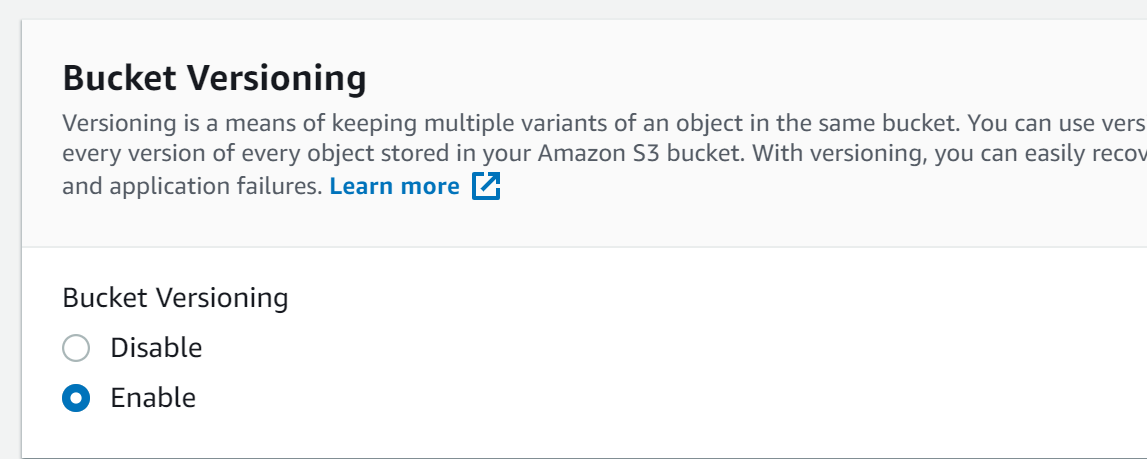 Bucket Versioning
Versioning is a means of keeping multiple variants of an object in the same bucket. You can use vers
every version of every object stored in your Amazon S3 bucket. With versioning, you can easily recov
and application failures. Learn more
Bucket Versioning
Disable
Enable